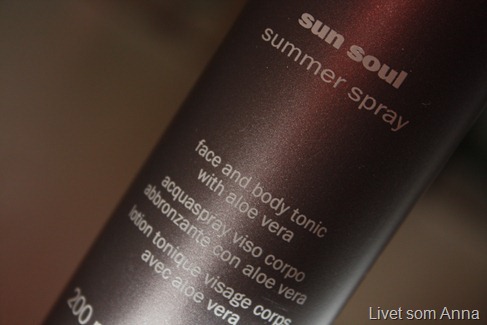 sun soul
summer spray
face and body tonic
with aloe vera
acquaspray viso corpo
abbronzante con aloe vera
lotion tonique visage corps
avec aloe vera
200
Livet som Anna